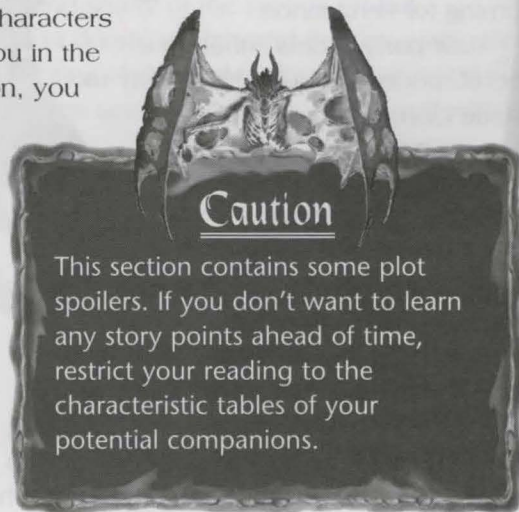 haracters
ou in the
n, you
Caution
This section contains some plot
spoilers. If you don't want to learn
any story points ahead of time,
restrict your reading to the
characteristic tables of your
potential companions.